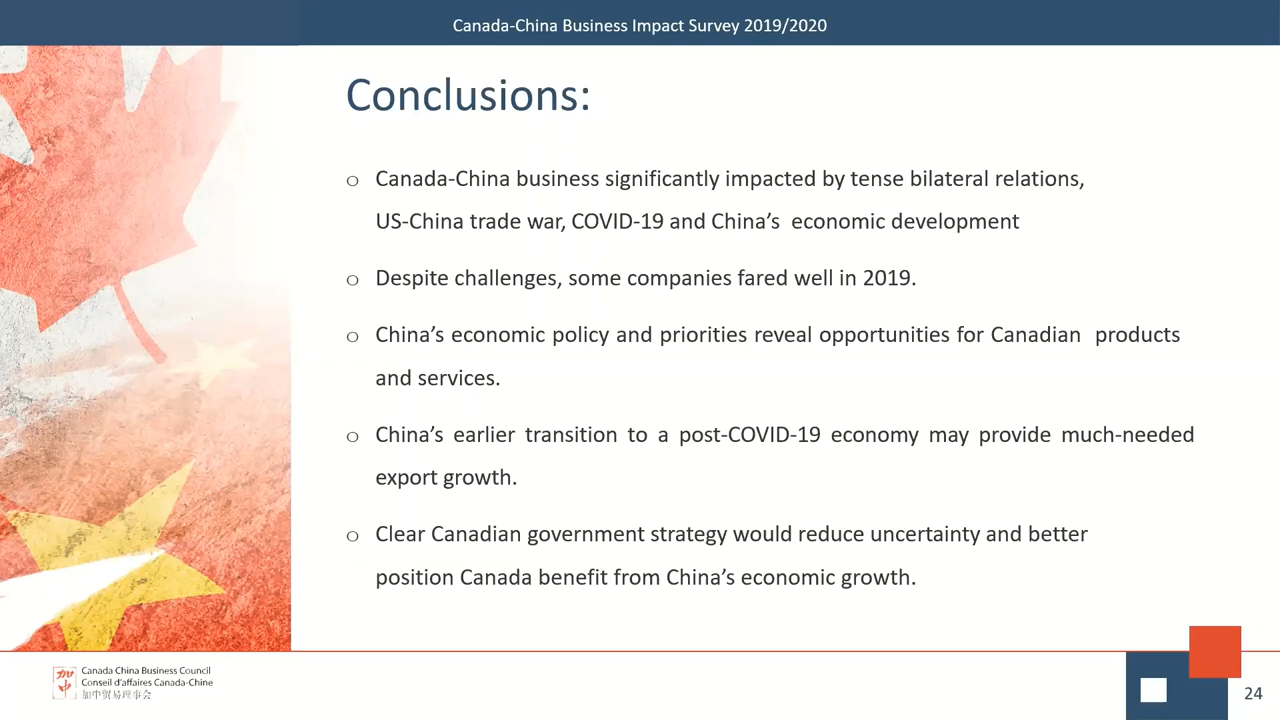 Canada-China Business Impact Survey 2019/2020
Conclusions:
Canada-China business significantly impacted by tense bilateral relations,
US-China trade war, COVID-19 and China’s economic development
Despite challenges, some companies fared well in 2019.
China’s economic policy and priorities reveal opportunities for Canadian products
and services.
China’s earlier transition to a post-COVID-19 economy may provide much-needed
export growth.
Clear Canadian government strategy would reduce uncertainty and better
position Canada benefit from China’s economic growth.
加中
Canada China Business Council
Conseil d'affaires Canada-Chine
加中贸易理事会
24